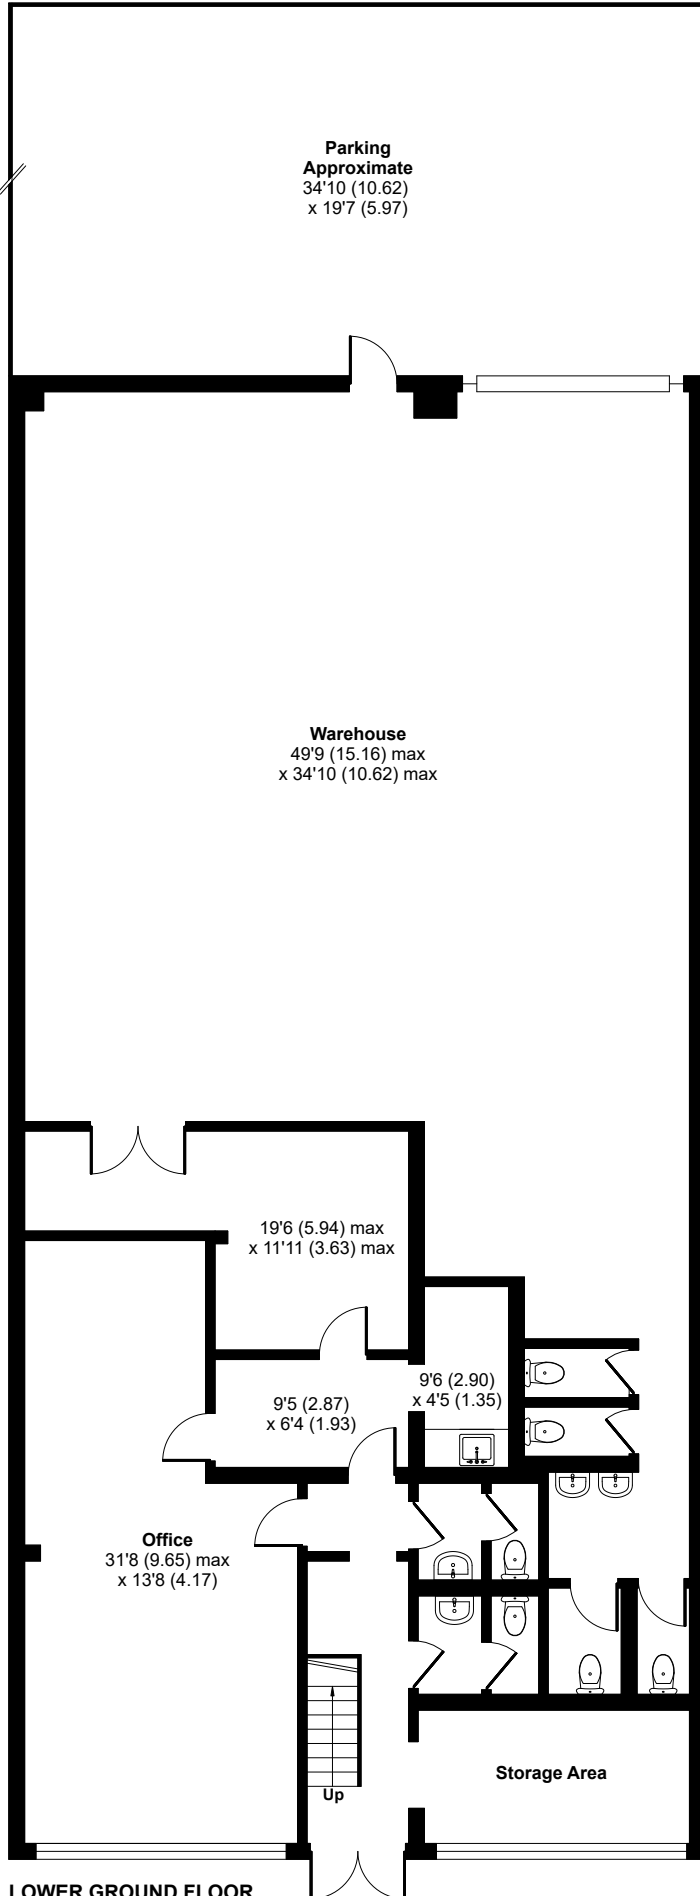 Parking
Approximate
34'10 (10.62)
x 19'7 (5.97)
Warehouse
49'9 (15.16) max
x 34'10 (10.62) max
19'6 (5.94) max
x 11'11 (3.63) max
9'6 (2.90)
x 4'5 (1.35)
9'5 (2.87)
x 6'4 (1.93)
Office
31'8 (9.65) max
x 13'8 (4.17)
Storage Area
Up
LOWER GROUND FLOOR